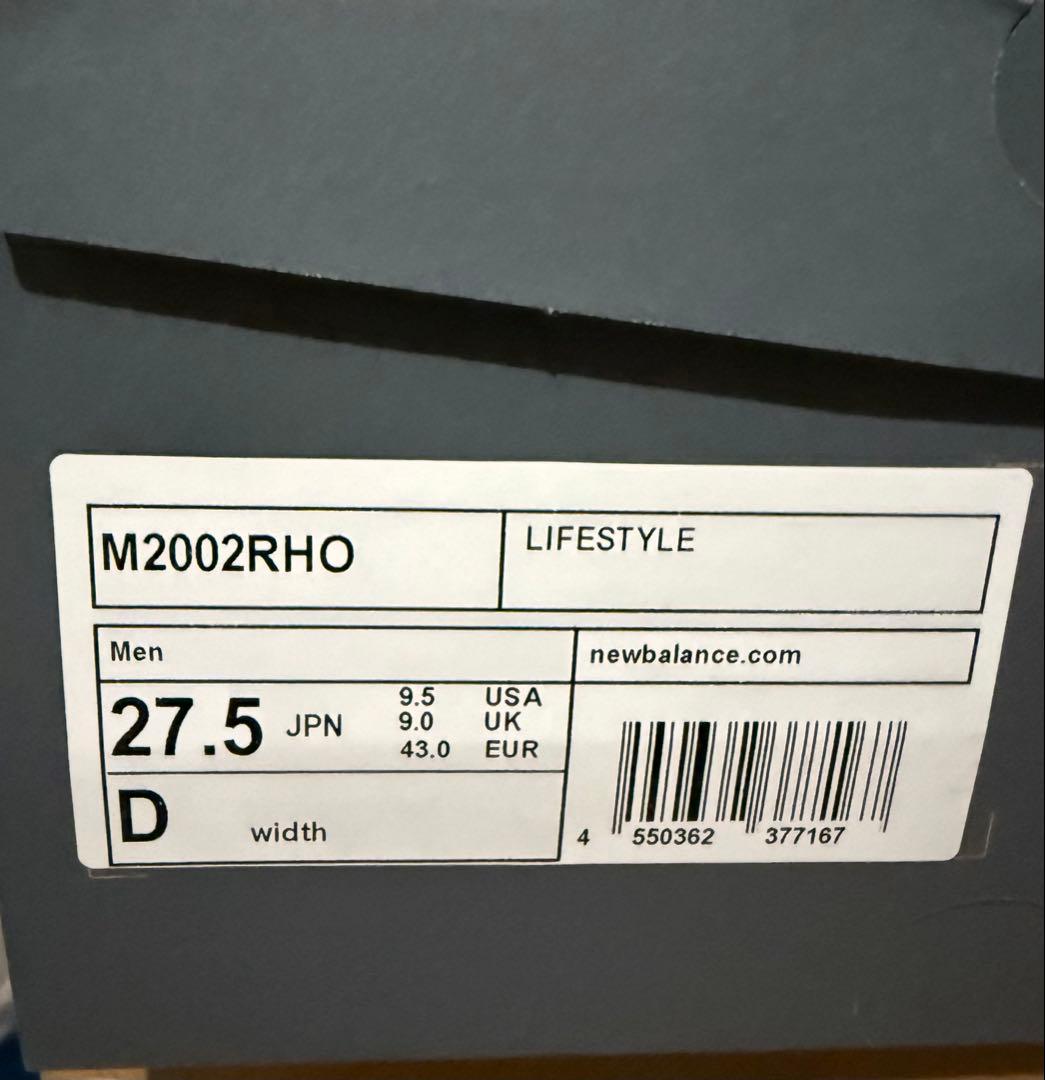 M2002RHO
LIFESTYLE
Men
newbalance.com
27.5 JPN
9.5 USA
9.0 UK
43.0 EUR
D width
4 550362 377167